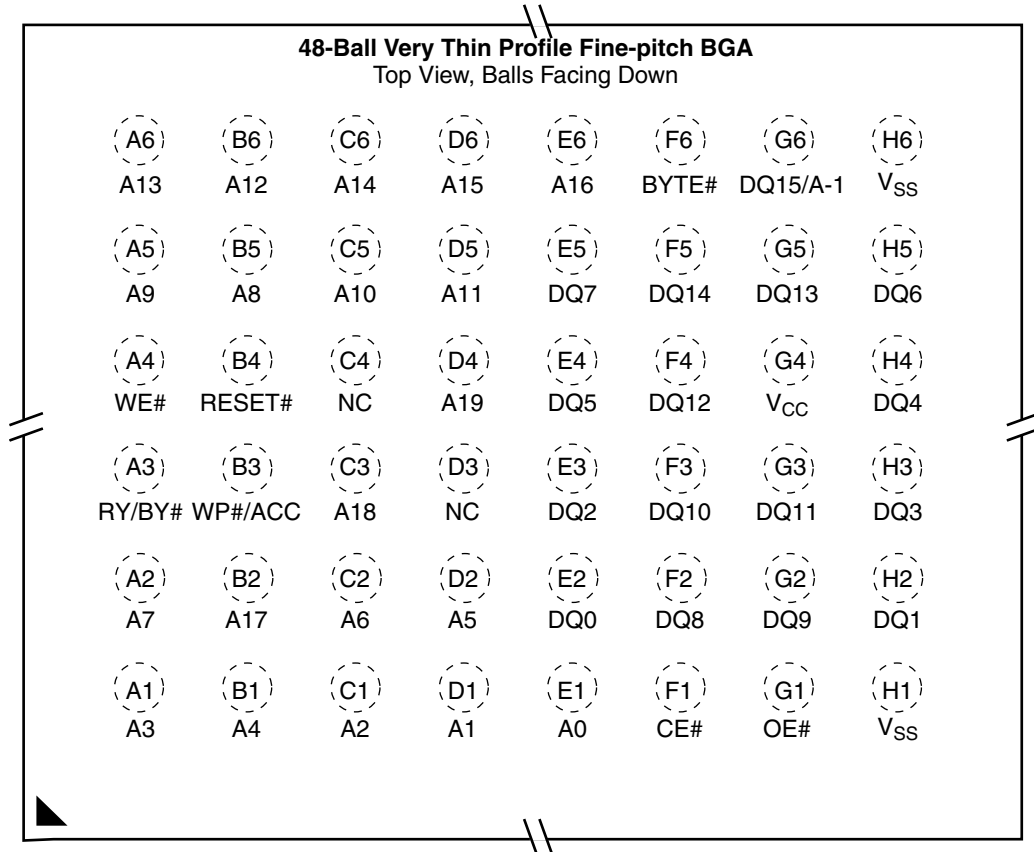 48-Ball Very Thin Profile Fine-pitch BGA
Top View, Balls Facing Down
A6 B6 C6 D6 E6 F6 G6 H6
A13 A12 A14 A15 A16 BYTE# DQ15/A-1 VSS
A5 B5 C5 D5 E5 F5 G5 H5
A9 A8 A10 A11 DQ7 DQ14 DQ13 DQ6
A4 B4 C4 D4 E4 F4 G4 H4
WE# RESET# NC A19 DQ5 DQ12 VCC DQ4
A3 B3 C3 D3 E3 F3 G3 H3
RY/BY# WP#/ACC A18 NC DQ2 DQ10 DQ11 DQ3
A2 B2 C2 D2 E2 F2 G2 H2
A7 A17 A6 A5 DQ0 DQ8 DQ9 DQ1
A1 B1 C1 D1 E1 F1 G1 H1
A3 A4 A2 A1 A0 CE# OE# VSS